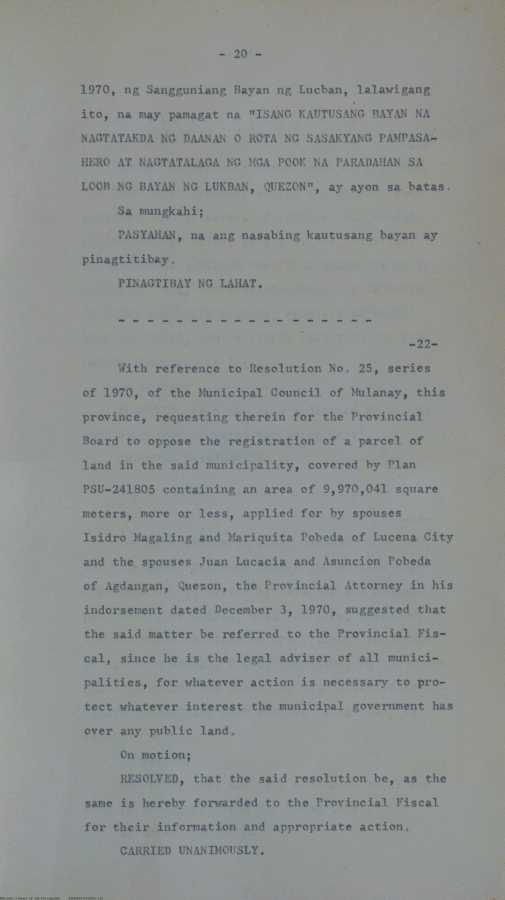 - 20 -
1970, ng Sangguniang Bayan ng Lucban, lalawigang
ito, na may pamagat na "ISANG KAUTUSANG BAYAN NA
NAGTATAKDA NG DAANAN O ROTA NG SASAKYANG PAMPASA-
HERO AT NAGTATALAGA NG MGA POOK NA PARADAHAN SA
LOOB NG BAYAN NG LUKBAN, QUEZON", ay ayon sa batas.
Sa mungkahi;
PASYAHAN, na ang nasabing kautusang bayan ay
pinagtitibay.
PINAGTIBAY NG LAHAT.
- - - - - - - - - - - - - - - - - -
-22-
With reference to Resolution No. 25, series
of 1970, of the Municipal Council of Mulanay, this
province, requesting therein for the Provincial
Board to oppose the registration of a parcel of
land in the said municipality, covered by Plan
PSU-241805 containing an area of 9,970,041 square
meters, more or less, applied for by spouses
Isidro Magaling and Mariquita Pobeda of Lucena City
and the spouses Juan Lucacia and Asuncion Pobeda
of Agdangan, Quezon, the Provincial Attorney in his
indorsement dated December 3, 1970, suggested that
the said matter be referred to the Provincial Fis-
cal, since he is the legal adviser of all munici-
palities, for whatever action is necessary to pro-
tect whatever interest the municipal government has
over any public land.
On motion;
RESOLVED, that the said resolution be, as the
same is hereby forwarded to the Provincial Fiscal
for their information and appropriate action.
CARRIED UNANIMOUSLY.